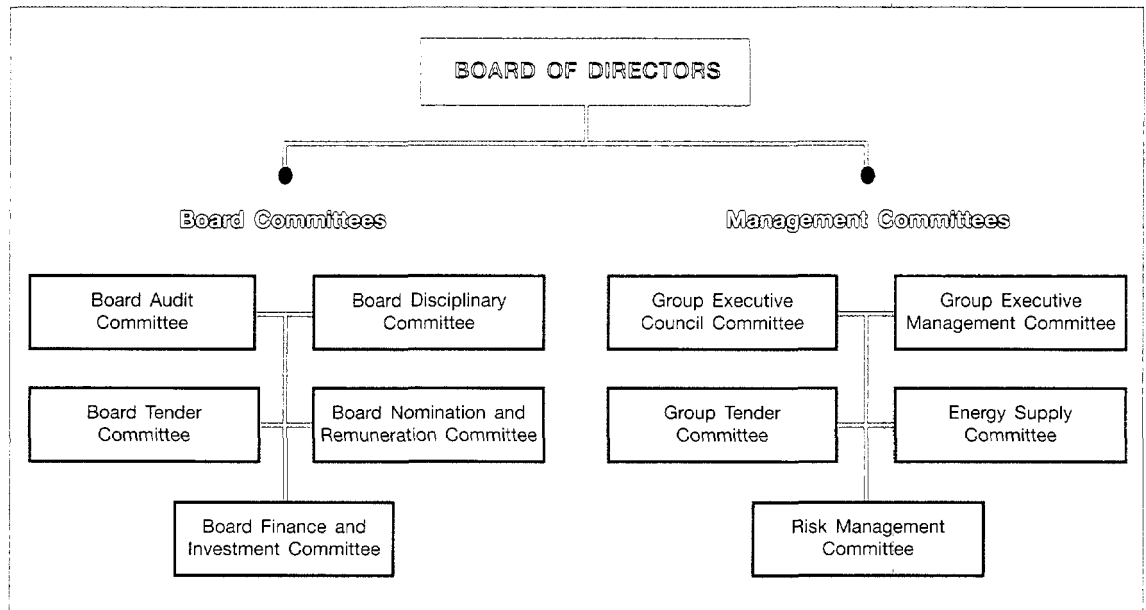 BOARD OF DIRECTORS
Board Committees
Board Audit
Committee
Board Disciplinary
Committee
Board Tender
Committee
Board Nomination and
Remuneration Committee
Board Finance and
Investment Committee
Management Committees
Group Executive
Council Committee
Group Executive
Management Committee
Group Tender
Committee
Energy Supply
Committee
Risk Management
Committee